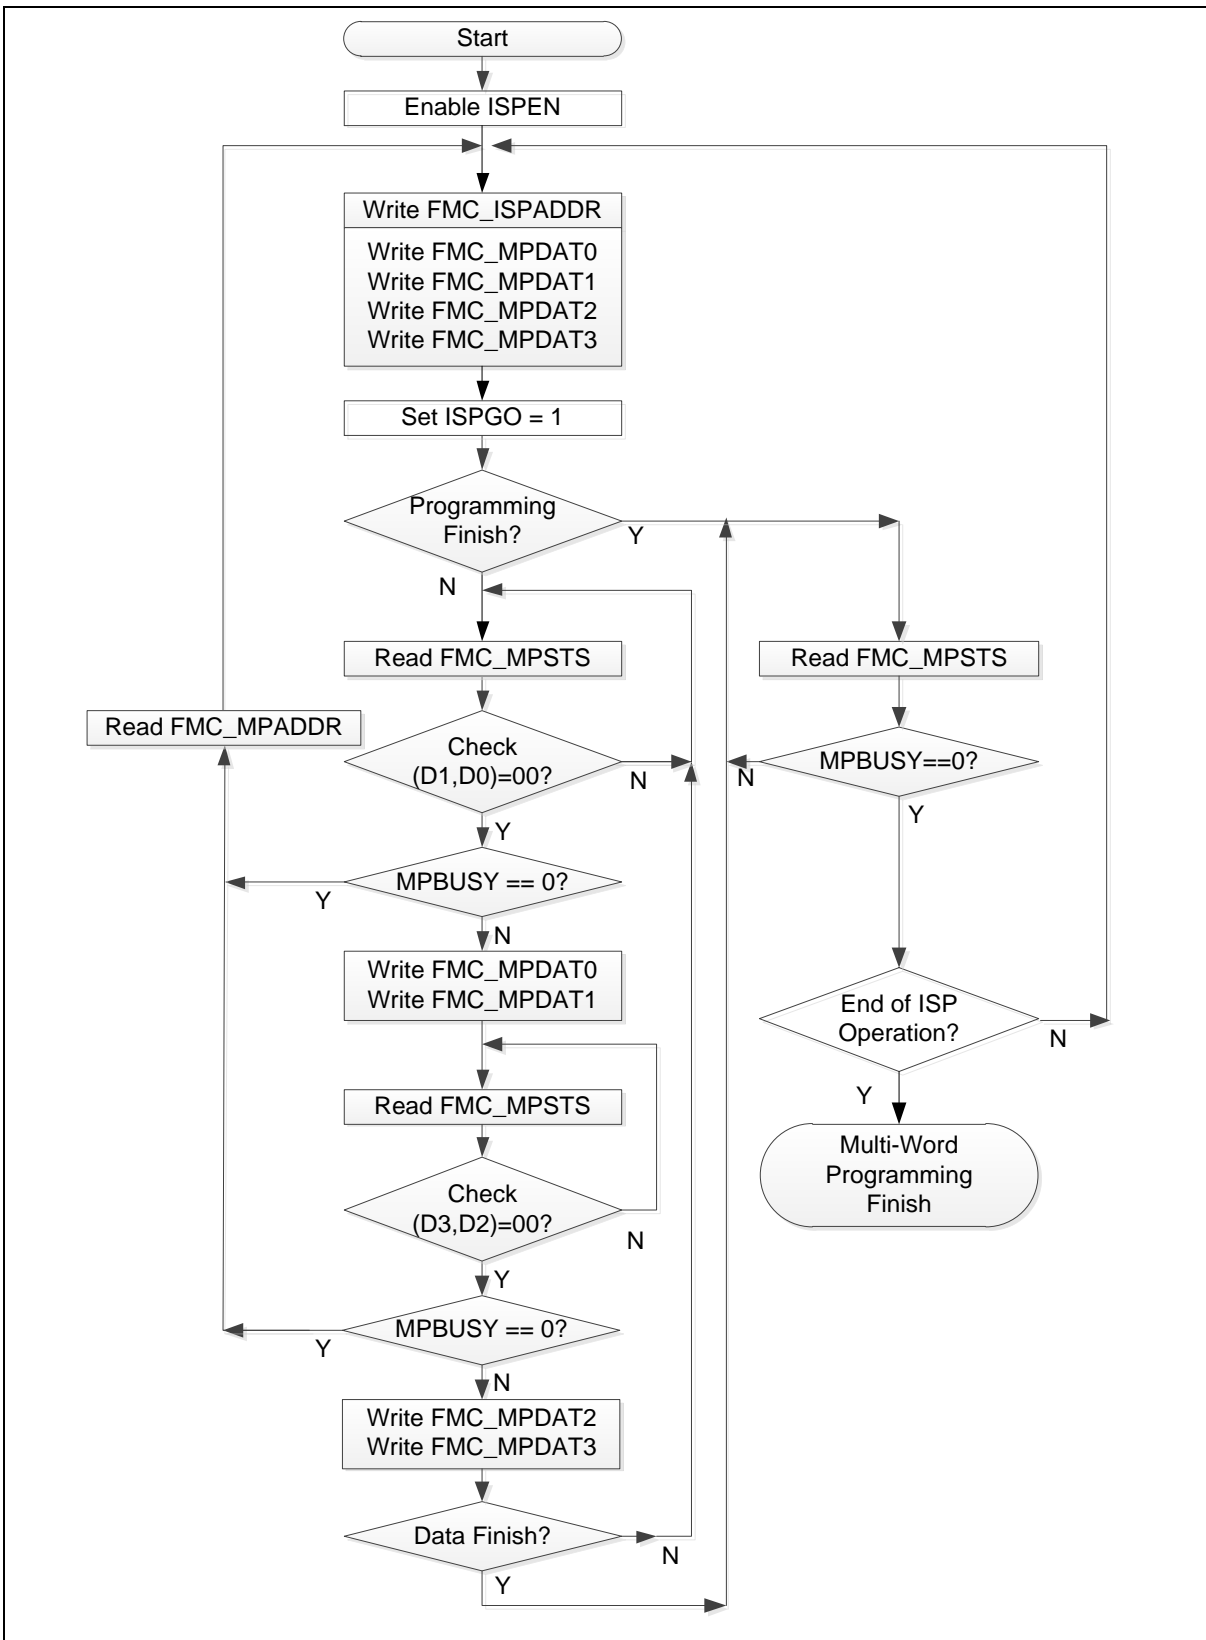 Start
Enable ISPEN
Write FMC_ISPADDR
Write FMC_MPDAT0
Write FMC_MPDAT1
Write FMC_MPDAT2
Write FMC_MPDAT3
Set ISPGO = 1
Programming
Finish?
Y
N
Read FMC_MPSTS
Read FMC_MPSTS
Read FMC_MPADDR
Check
(D1,D0)=00?
N
Y
MPBUSY==0?
N
Y
MPBUSY == 0?
Y
N
Write FMC_MPDAT0
Write FMC_MPDAT1
End of ISP
Operation?
N
Y
Read FMC_MPSTS
Multi-Word
Programming
Finish
Check
(D3,D2)=00?
N
Y
MPBUSY == 0?
Y
N
Write FMC_MPDAT2
Write FMC_MPDAT3
Data Finish?
N
Y